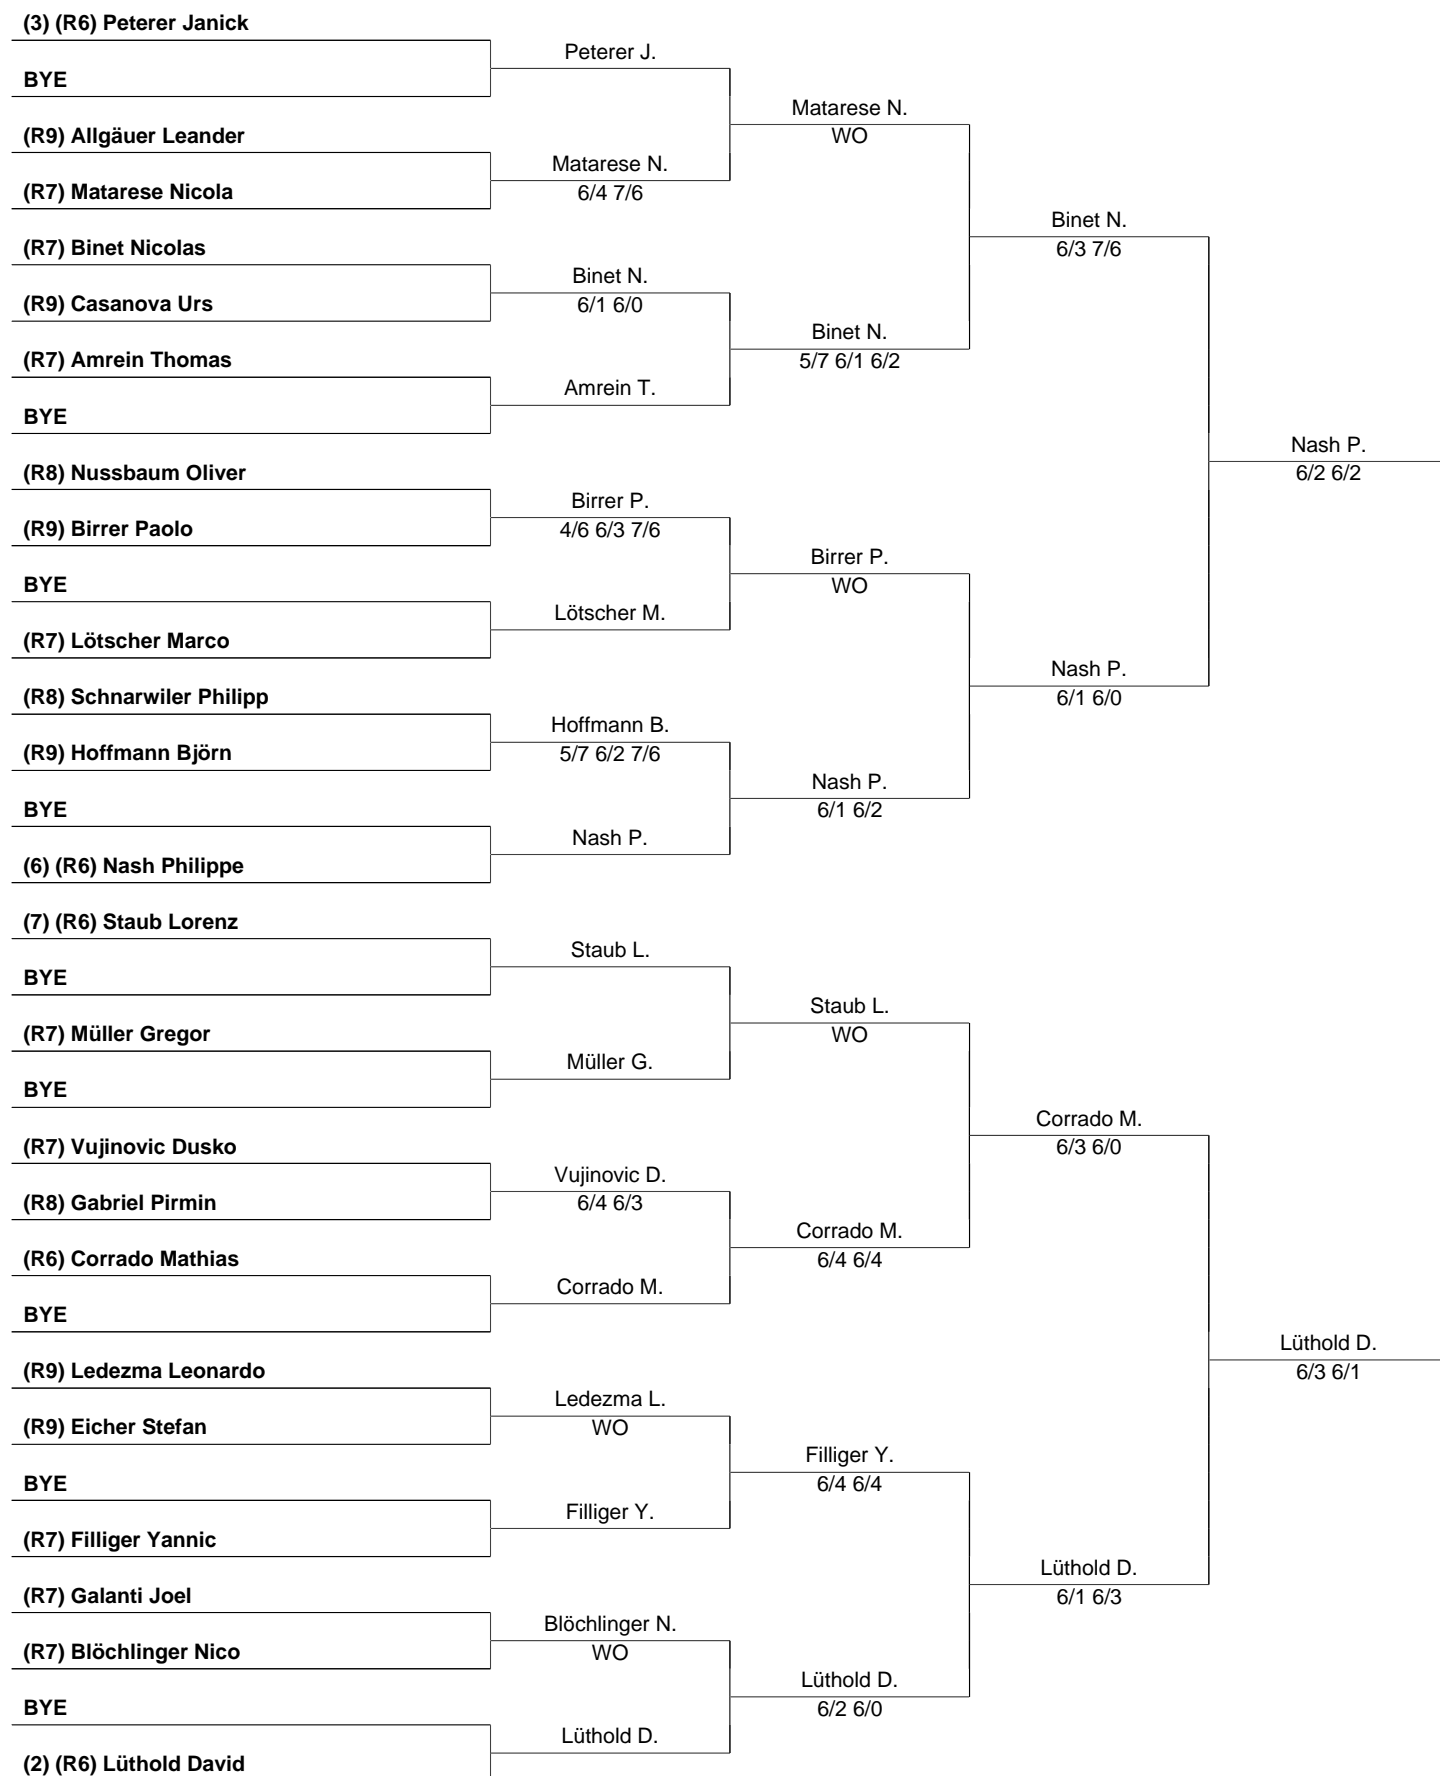 (3) (R6) Peterer Janick
Peterer J.
BYE
Matarese N.
WO
(R9) Allgäuer Leander
Matarese N.
6/4 7/6
(R7) Matarese Nicola
Binet N.
6/3 7/6
(R7) Binet Nicolas
Binet N.
6/1 6/0
(R9) Casanova Urs
Binet N.
5/7 6/1 6/2
(R7) Amrein Thomas
Amrein T.
BYE
Nash P.
6/2 6/2
(R8) Nussbaum Oliver
Birrer P.
4/6 6/3 7/6
(R9) Birrer Paolo
Birrer P.
WO
BYE
Lötscher M.
(R7) Lötscher Marco
Nash P.
6/1 6/0
(R8) Schnarwiler Philipp
Hoffmann B.
5/7 6/2 7/6
(R9) Hoffmann Björn
Nash P.
6/1 6/2
BYE
Nash P.
(6) (R6) Nash Philippe
(7) (R6) Staub Lorenz
Staub L.
BYE
Staub L.
WO
(R7) Müller Gregor
Müller G.
BYE
Corrado M.
6/3 6/0
(R7) Vujinovic Dusko
Vujinovic D.
6/4 6/3
(R8) Gabriel Pirmin
Corrado M.
6/4 6/4
(R6) Corrado Mathias
Corrado M.
BYE
Lüthold D.
6/3 6/1
(R9) Ledezma Leonardo
Ledezma L.
WO
(R9) Eicher Stefan
Filliger Y.
6/4 6/4
BYE
Filliger Y.
(R7) Filliger Yannic
Lüthold D.
6/1 6/3
(R7) Galanti Joel
Blöchlinger N.
WO
(R7) Blöchlinger Nico
Lüthold D.
6/2 6/0
BYE
Lüthold D.
(2) (R6) Lüthold David